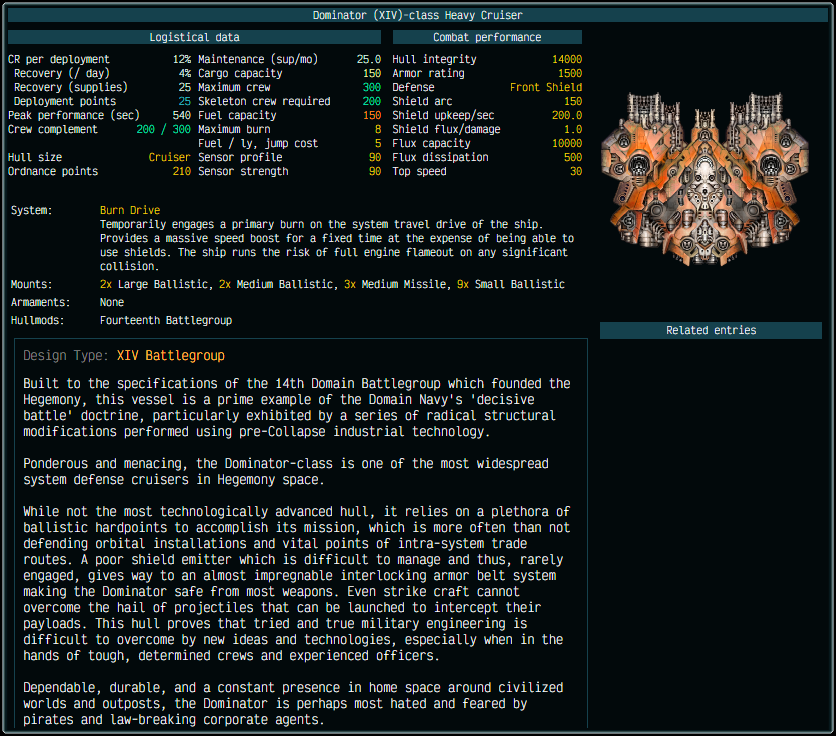 Dominator (XIV)-class Heavy Cruiser
Logistical data
CR per deployment 12% Maintenance (sup/mo) 25.0
Recovery (/ day) 4% Cargo capacity 150
Recovery (supplies) 25 Maximum crew 300
Deployment points 25 Skeleton crew required 200
Peak performance (sec) 540 Fuel capacity 150
Crew complement 200 / 300 Maximum burn 8
Fuel / ly, jump cost 5
Hull size Cruiser Sensor profile 90
Ordnance points 210 Sensor strength 90
Combat performance
Hull integrity 14000
Armor rating 1500
Defense Front Shield
Shield arc 150
Shield upkeep/sec 200.0
Shield flux/damage 1.0
Flux capacity 10000
Flux dissipation 500
Top speed 30
System: Burn Drive
Temporarily engages a primary burn on the system travel drive of the ship.
Provides a massive speed boost for a fixed time at the expense of being able to
use shields. The ship runs the risk of full engine flameout on any significant
collision.
Mounts: 2x Large Ballistic, 2x Medium Ballistic, 3x Medium Missile, 9x Small Ballistic
Armaments: None
Hullmods: Fourteenth Battlegroup
Related entries
Design Type: XIV Battlegroup
Built to the specifications of the 14th Domain Battlegroup which founded the
Hegemony, this vessel is a prime example of the Domain Navy's 'decisive
battle' doctrine, particularly exhibited by a series of radical structural
modifications performed using pre-Collapse industrial technology.
Ponderous and menacing, the Dominator-class is one of the most widespread
system defense cruisers in Hegemony space.
While not the most technologically advanced hull, it relies on a plethora of
ballistic hardpoints to accomplish its mission, which is more often than not
defending orbital installations and vital points of intra-system trade
routes. A poor shield emitter which is difficult to manage and thus, rarely
engaged, gives way to an almost impregnable interlocking armor belt system
making the Dominator safe from most weapons. Even strike craft cannot
overcome the hail of projectiles that can be launched to intercept their
payloads. This hull proves that tried and true military engineering is
difficult to overcome by new ideas and technologies, especially when in the
hands of tough, determined crews and experienced officers.
Dependable, durable, and a constant presence in home space around civilized
worlds and outposts, the Dominator is perhaps most hated and feared by
pirates and law-breaking corporate agents.